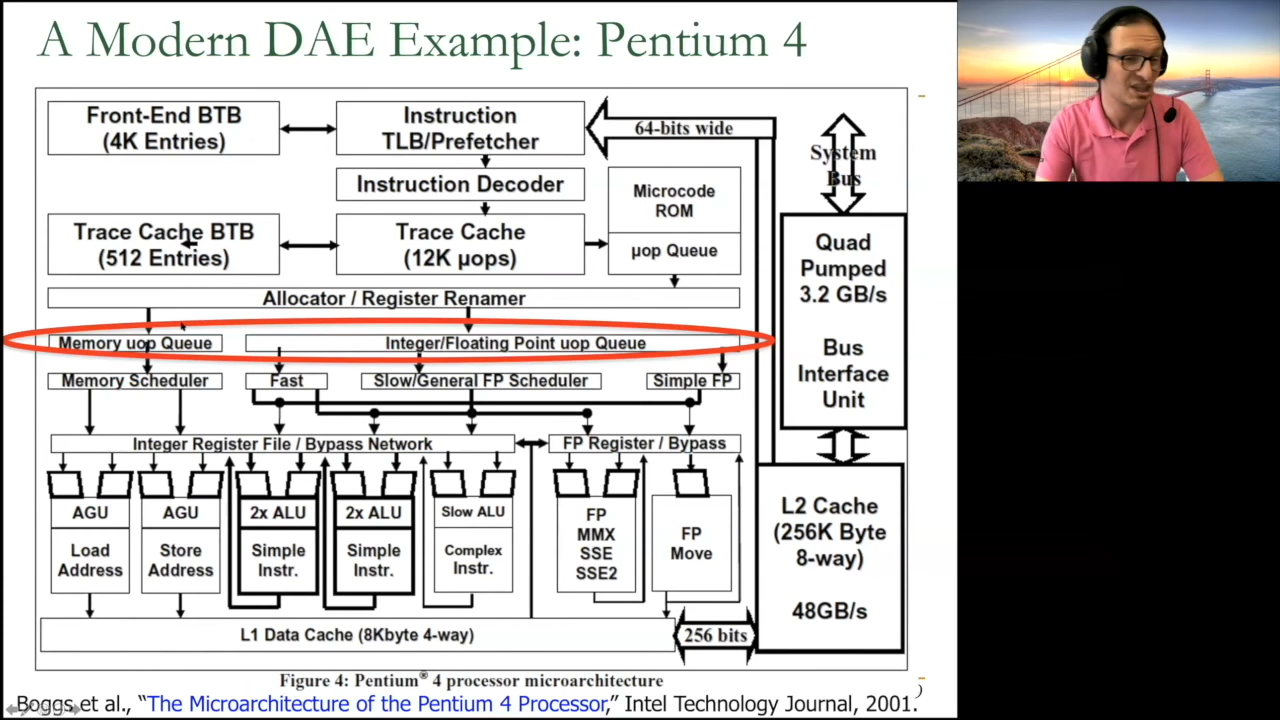 A Modern DAE Example: Pentium 4
Front-End BTB
(4K Entries)
Instruction
TLB/Prefetcher
64-bits wide
System
Bus
Instruction Decoder
Microcode
ROM
Trace Cache BTB
(512 Entries)
Trace Cache
(12K µops)
µop Queue
Quad
Pumped
3.2 GB/s
Bus
Interface
Unit
Allocator / Register Renamer
Memory uop Queue
Integer/Floating Point uop Queue
Memory Scheduler
Fast
Slow/General FP Scheduler
Simple FP
Integer Register File / Bypass Network
FP Register / Bypass
AGU
Load
Address
AGU
Store
Address
2x ALU
Simple
Instr.
2x ALU
Simple
Instr.
Slow ALU
Complex
Instr.
FP
MMX
SSE
SSE2
FP
Move
L2 Cache
(256K Byte
8-way)
48GB/s
L1 Data Cache (8Kbyte 4-way)
256 bits
Figure 4: Pentium® 4 processor microarchitecture
)
Boggs et al., “The Microarchitecture of the Pentium 4 Processor,” Intel Technology Journal, 2001.